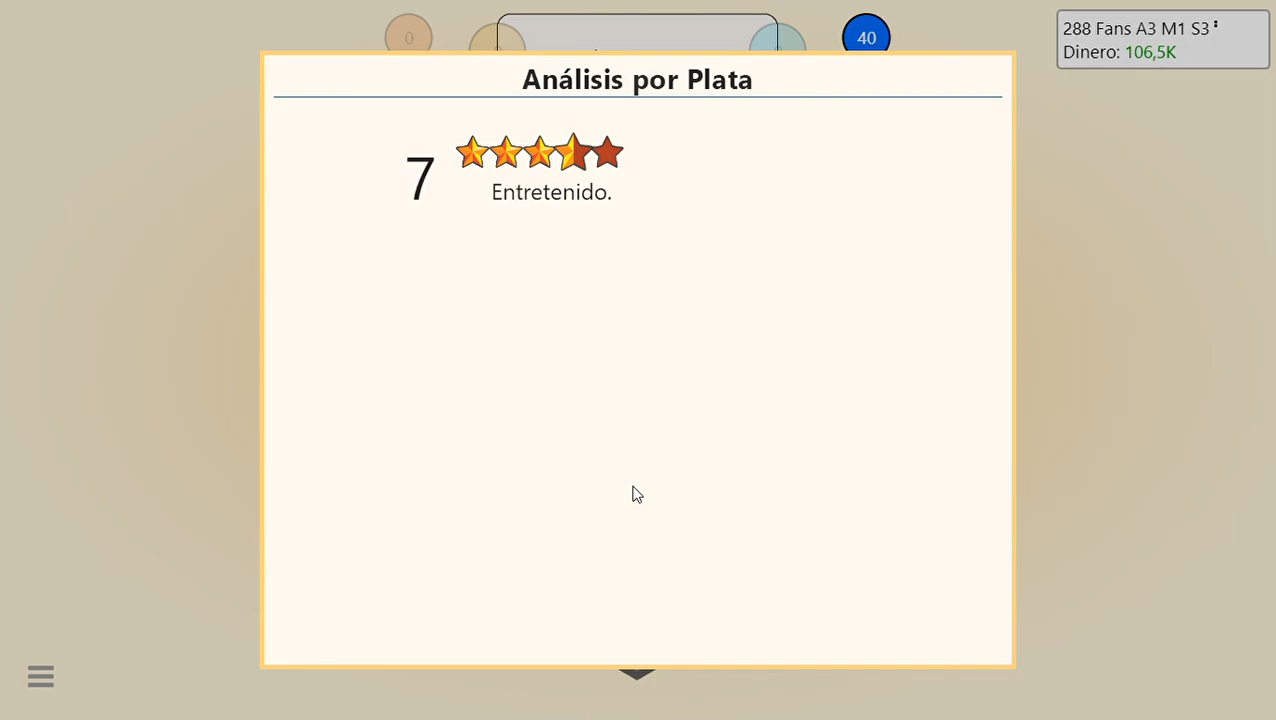 0
40
288 Fans A3 M1 S3
Dinero: 106,5K
Análisis por Plata
7
Entretenido.